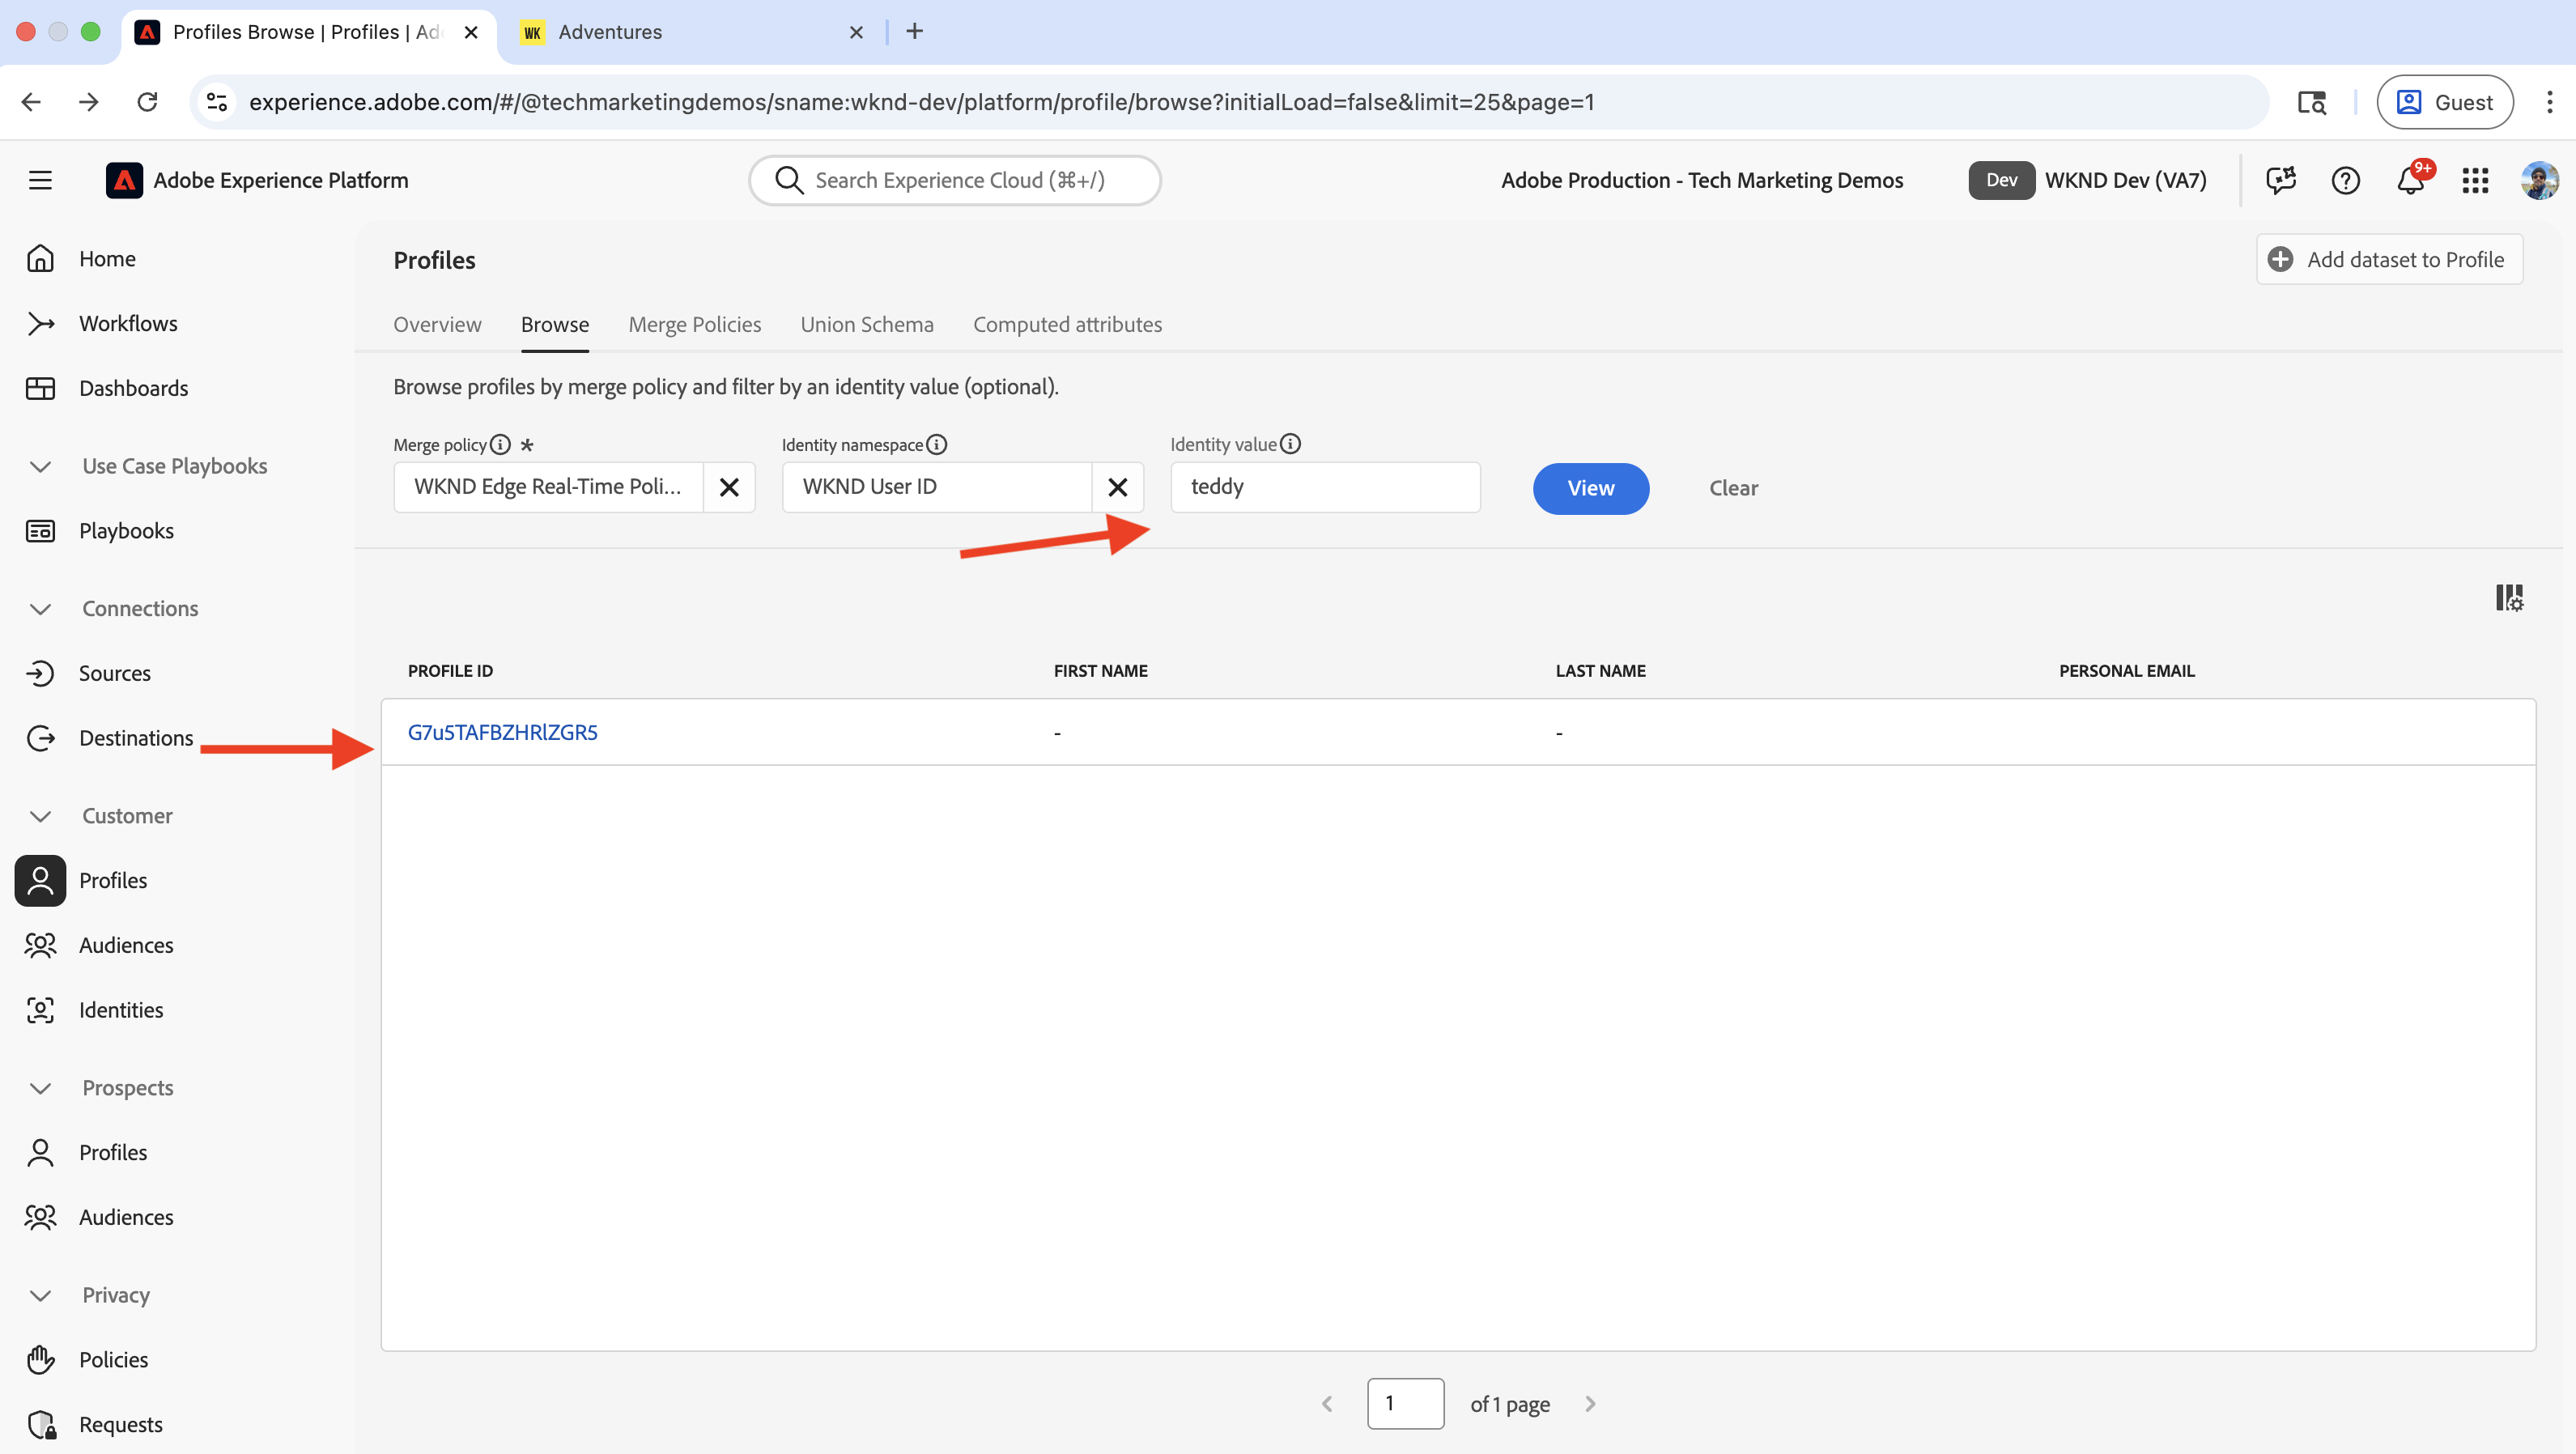 Profiles Browse | Profiles | Ad
WK
Adventures
experience.adobe.com/#/@techmarketingdemos/sname:wknd-dev/platform/profile/browse?initialLoad=false&limit=25&page=1
Guest
Adobe Experience Platform
Search Experience Cloud (⌘+/)
Adobe Production - Tech Marketing Demos
Dev
WKND Dev (VA7)
9+
Home
Workflows
Dashboards
Use Case Playbooks
Playbooks
Connections
Sources
Destinations
Customer
Profiles
Audiences
Identities
Prospects
Profiles
Audiences
Privacy
Policies
Requests
Profiles
Add dataset to Profile
Overview Browse Merge Policies Union Schema Computed attributes
Browse profiles by merge policy and filter by an identity value (optional).
Merge policy * Identity namespace Identity value
WKND Edge Real-Time Poli... WKND User ID teddy View Clear
PROFILE ID FIRST NAME LAST NAME PERSONAL EMAIL
G7u5TAFBZHRlZGR5 - -
1 of 1 page